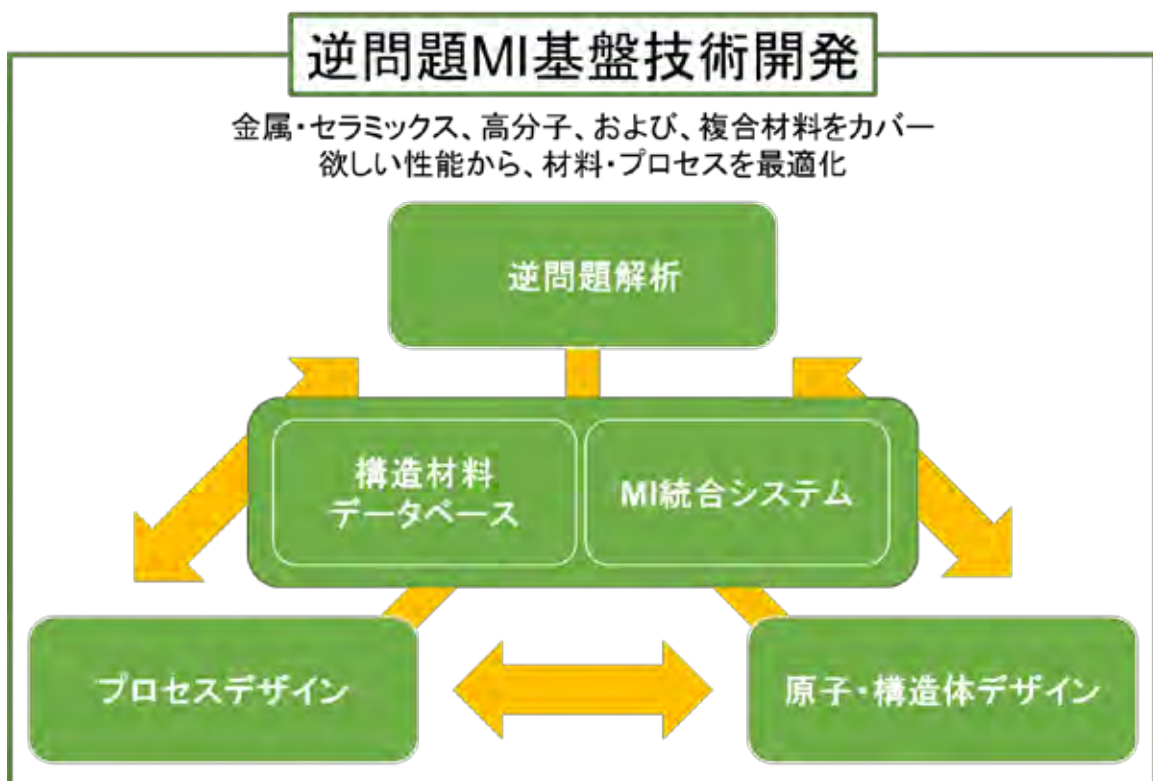 逆問題MI基盤技術開発
金属・セラミックス、高分子、および、複合材料をカバー
欲しい性能から、材料・プロセスを最適化
逆問題解析
構造材料
データベース
MI統合システム
プロセスデザイン
原子・構造体デザイン